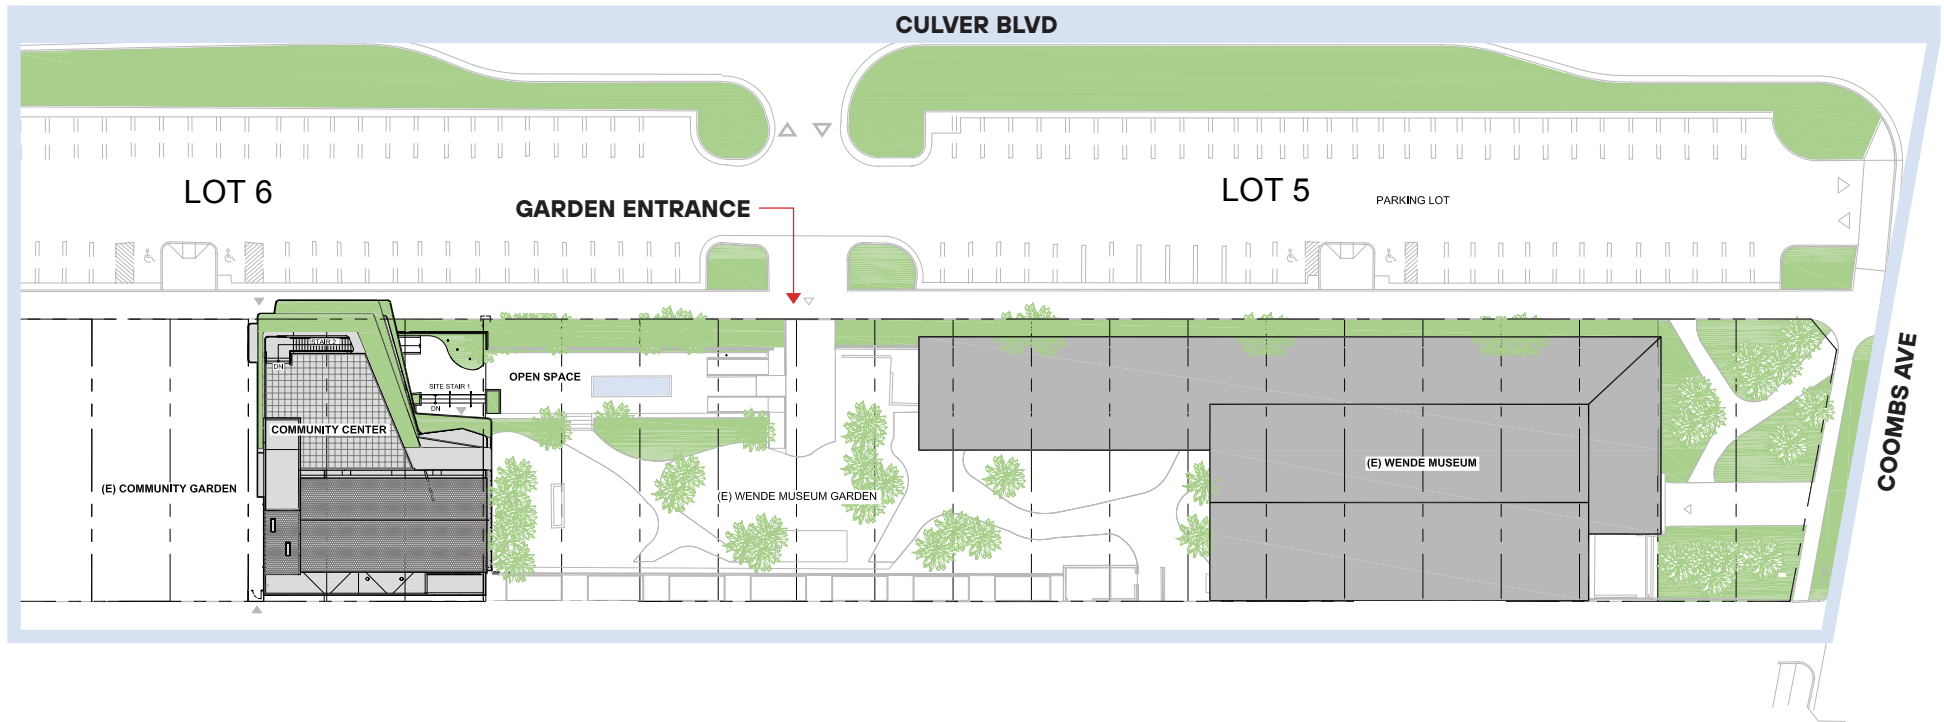 CULVER BLVD
LOT 6
LOT 5
PARKING LOT
GARDEN ENTRANCE
STAIR 2
DN
OPEN SPACE
SITE STAIR 1
DN
COMMUNITY CENTER
(E) COMMUNITY GARDEN
(E) WENDE MUSEUM GARDEN
(E) WENDE MUSEUM
COOMBS AVE